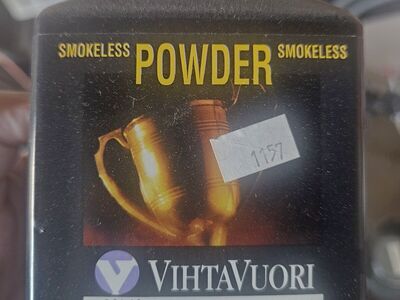 SMOKELESS POWDER SMOKELESS
1157
V VIHTAVUORI